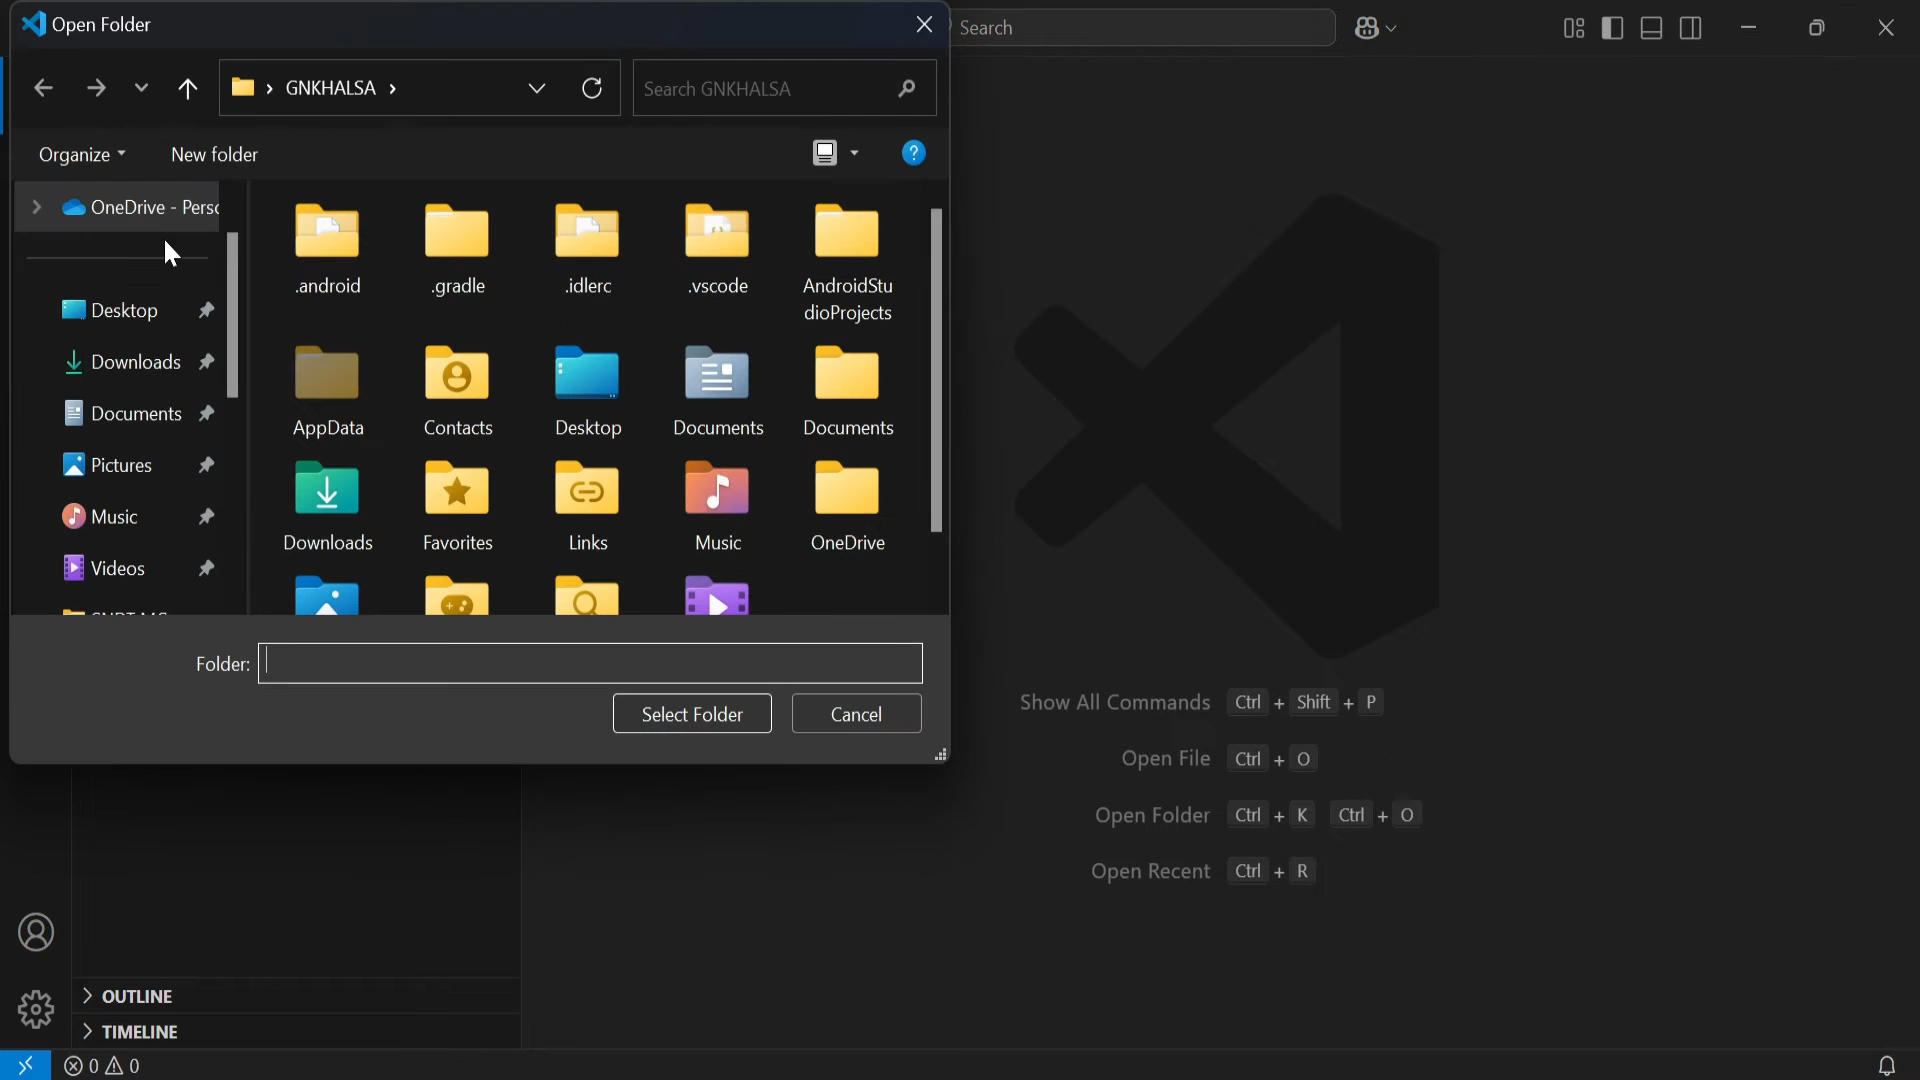 Open Folder
Search
GNKHALSA
Search GNKHALSA
Organize
New folder
OneDrive - Perso
Desktop
Downloads
Documents
Pictures
Music
Videos
.android
.gradle
.idlerc
.vscode
AndroidStu
dioProjects
AppData
Contacts
Desktop
Documents
Documents
Downloads
Favorites
Links
Music
OneDrive
Folder:
Select Folder
Cancel
Show All Commands Ctrl + Shift + P
Open File Ctrl + O
Open Folder Ctrl + K Ctrl + O
Open Recent Ctrl + R
OUTLINE
TIMELINE
0 0